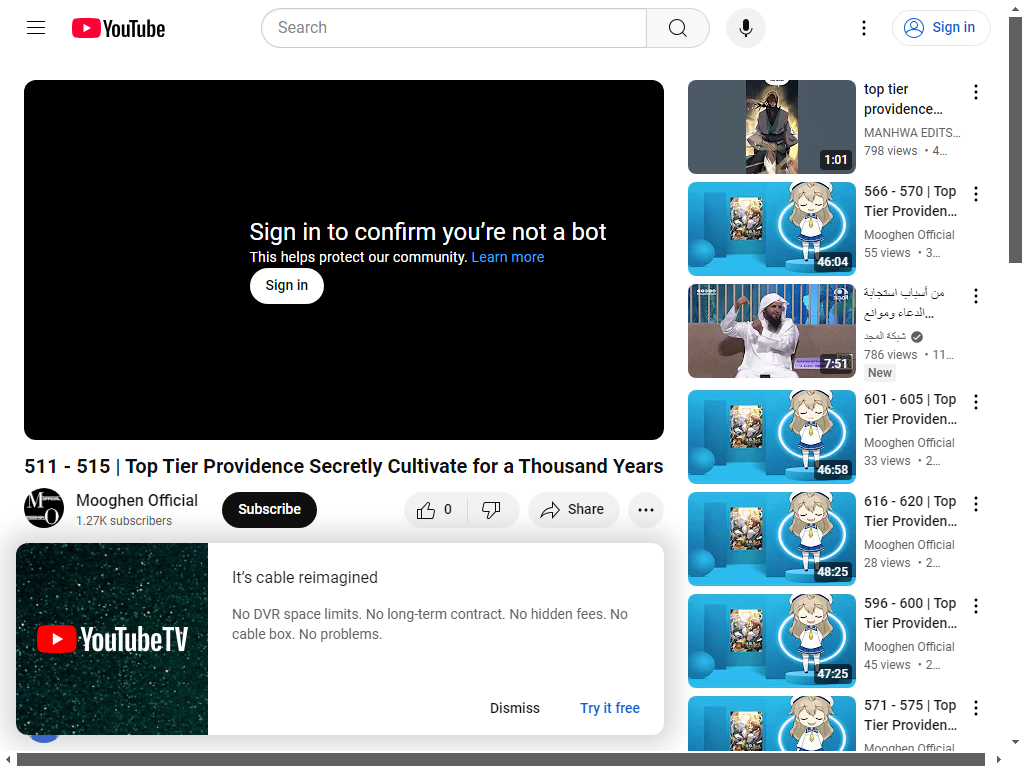 YouTube
Search
Sign in
Sign in to confirm you're not a bot
This helps protect our community. Learn more
Sign in
511 - 515 | Top Tier Providence Secretly Cultivate for a Thousand Years
Mooghen Official
1.27K subscribers
Subscribe
0
Share
YouTubeTV
It's cable reimagined
No DVR space limits. No long-term contract. No hidden fees. No
cable box. No problems.
Dismiss
Try it free
1:01
top tier
providence…
MANHWA EDITS…
798 views • 4…
46:04
566 - 570 | Top
Tier Providen…
Mooghen Official
55 views • 3…
7:51
من أسباب استجابة
الدعاء وموانع…
شبكة المجد
786 views • 11…
New
46:58
601 - 605 | Top
Tier Providen…
Mooghen Official
33 views • 2…
48:25
616 - 620 | Top
Tier Providen…
Mooghen Official
28 views • 2…
47:25
596 - 600 | Top
Tier Providen…
Mooghen Official
45 views • 2…
571 - 575 | Top
Tier Providen…
Mooghen Official